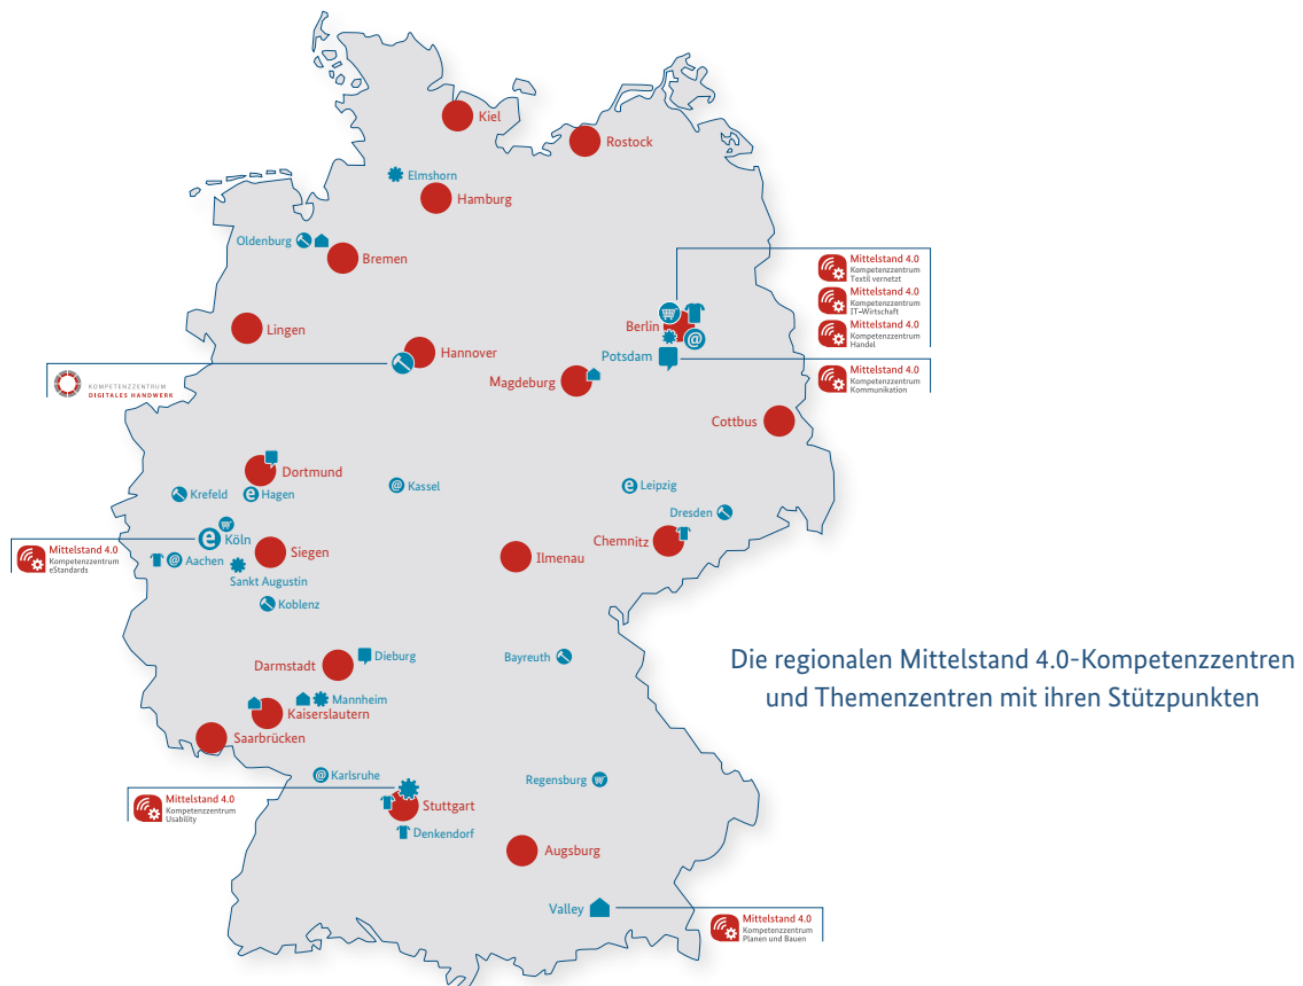 Kiel
Rostock
Elmshorn
Hamburg
Oldenburg
Bremen
Mittelstand 4.0
Kompetenzzentrum
Textil vernetzt
Mittelstand 4.0
Kompetenzzentrum
IT-Wirtschaft
Mittelstand 4.0
Kompetenzzentrum
Handel
Lingen
Berlin
@
Hannover
Potsdam
Magdeburg
Mittelstand 4.0
Kompetenzzentrum
Kommunikation
KOMPETENZZENTRUM
DIGITALES HANDWERK
Cottbus
Dortmund
Krefeld
e Hagen
@ Kassel
e Leipzig
Dresden
e Köln
Siegen
Chemnitz
Ilmenau
Mittelstand 4.0
Kompetenzzentrum
eStandards
@ Aachen
Sankt Augustin
Koblenz
Darmstadt
Dieburg
Bayreuth
Die regionalen Mittelstand 4.0-Kompetenzzentren
und Themenzentren mit ihren Stützpunkten
Mannheim
Kaiserslautern
Saarbrücken
@ Karlsruhe
Regensburg
Mittelstand 4.0
Kompetenzzentrum
Usability
Stuttgart
Denkendorf
Augsburg
Valley
Mittelstand 4.0
Kompetenzzentrum
Planen und Bauen